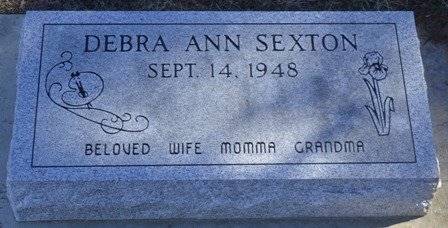 DEBRA ANN SEXTON
SEPT. 14, 1948
BELOVED WIFE MOMMA GRANDMA